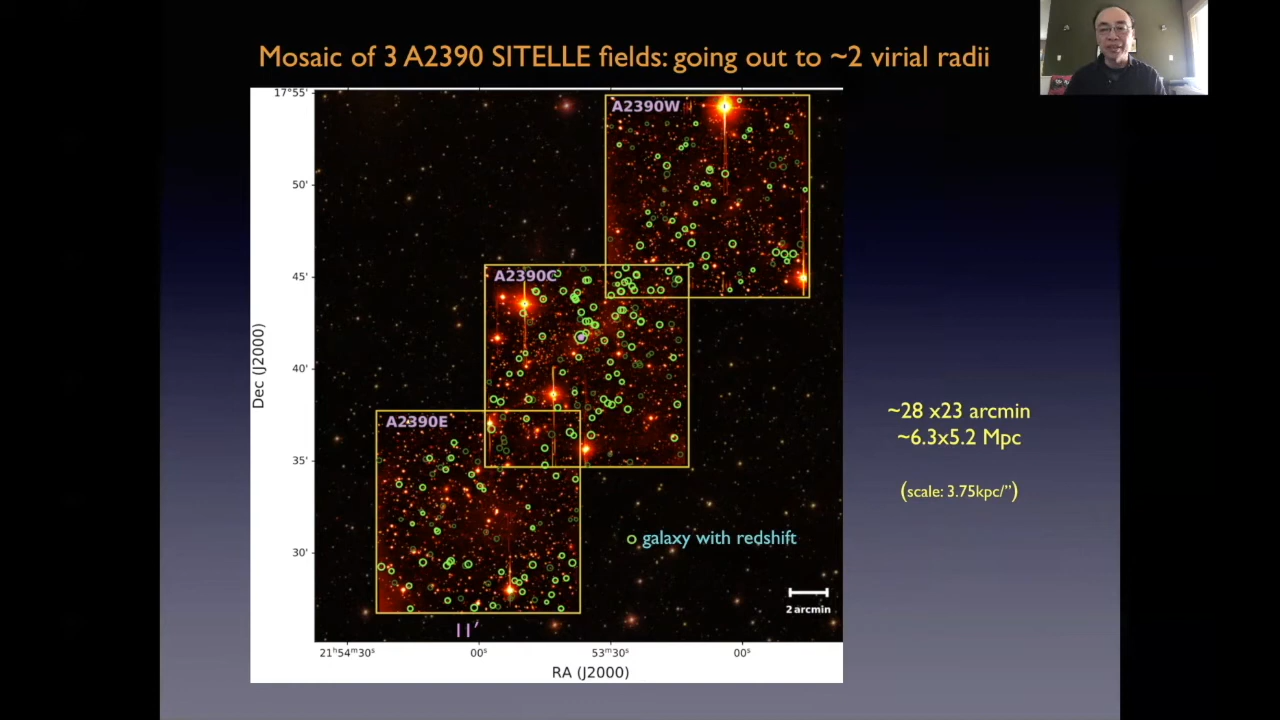 Mosaic of 3 A2390 SITELLE fields: going out to ~2 virial radii
17°55'
A2390W
50'
45'
A2390C
40'
Dec (J2000)
A2390E
~28 x23 arcmin
~6.3x5.2 Mpc
35'
(scale: 3.75kpc/”)
galaxy with redshift
30'
2 arcmin
11′
21ʰ54ᵐ30ˢ 00ˢ 53ᵐ30ˢ 00ˢ
RA (J2000)